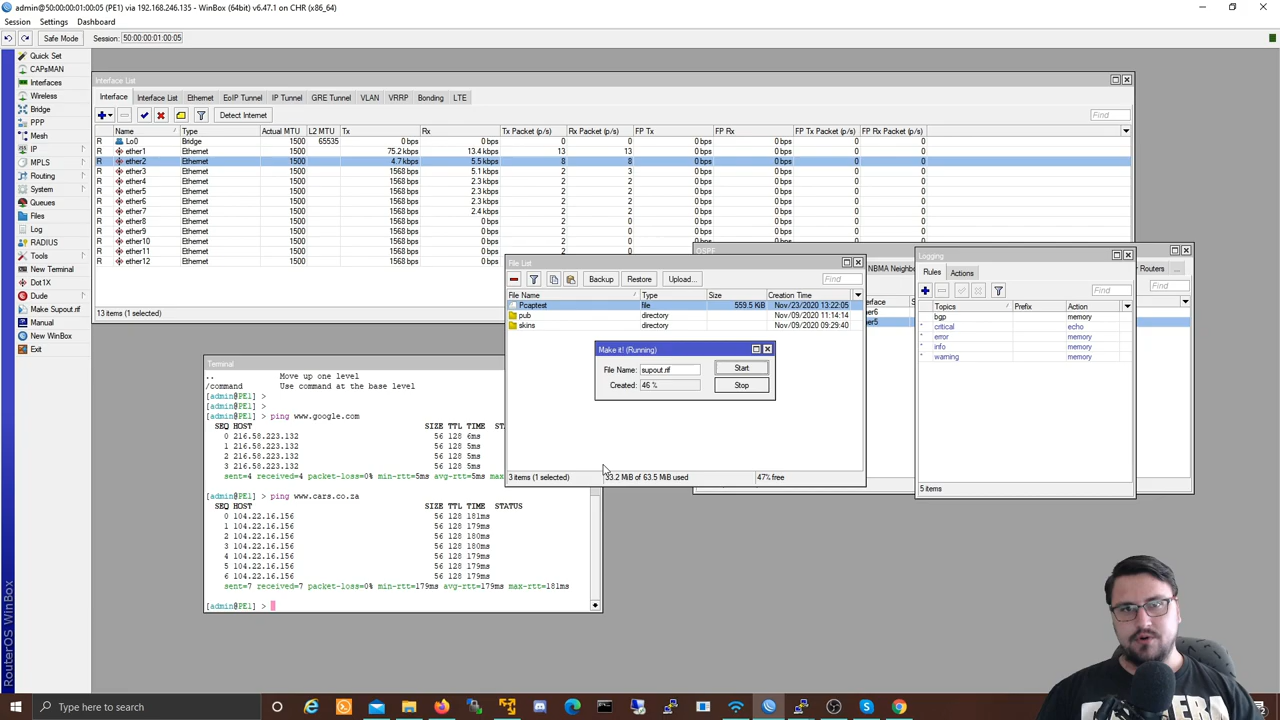 admin@50:00:00:01:00:05 (PE1) via 192.168.246.135 - WinBox (64bit) v6.47.1 on CHR (x86_64)
Session Settings Dashboard
Safe Mode Session: 50:00:00:01:00:05
Quick Set
CAPsMAN
Interfaces
Wireless
Bridge
PPP
Mesh
IP
MPLS
Routing
System
Queues
Files
Log
RADIUS
Tools
New Terminal
Dot1X
Dude
Make Supout.rif
Manual
New WinBox
Exit
RouterOS WinBox
Interface List
Interface Interface List Ethernet EoIP Tunnel IP Tunnel GRE Tunnel VLAN VRRP Bonding LTE
Detect Internet Find
Name Type Actual MTU L2 MTU Tx Rx Tx Packet (p/s) Rx Packet (p/s) FP Tx FP Rx FP Tx Packet (p/s) FP Rx Packet (p/s)
R Lo0 Bridge 1500 65535 0 bps 0 bps 0 0 0 bps 0 bps 0 0
R ether1 Ethernet 1500 75.2 kbps 13.4 kbps 13 13 0 bps 0 bps 0 0
R ether2 Ethernet 1500 4.7 kbps 5.5 kbps 8 8 0 bps 0 bps 0 0
R ether3 Ethernet 1500 1568 bps 5.1 kbps 2 3 0 bps 0 bps 0 0
R ether4 Ethernet 1500 1568 bps 2.3 kbps 2 2 0 bps 0 bps 0 0
R ether5 Ethernet 1500 1568 bps 2.3 kbps 2 2 0 bps 0 bps 0 0
R ether6 Ethernet 1500 1568 bps 2.3 kbps 2 2 0 bps 0 bps 0 0
R ether7 Ethernet 1500 1568 bps 2.4 kbps 2 2 0 bps 0 bps 0 0
R ether8 Ethernet 1500 1568 bps 0 bps 2 0 0 bps 0 bps 0 0
R ether9 Ethernet 1500 1568 bps 0 bps 2 0 0 bps 0 bps 0 0
R ether10 Ethernet 1500 1568 bps 0 bps 2 0 0 bps 0 bps 0 0
R ether11 Ethernet 1500 1568 bps 0 bps 2 0
R ether12 Ethernet 1500 1568 bps 0 bps 2
13 items (1 selected)
File List
Backup Restore Upload... Find
File Name Type Size Creation Time
Pcaptest file 559.5 KiB Nov/23/2020 13:22:05
pub directory Nov/09/2020 11:14:14
skins directory Nov/09/2020 09:29:40
3 items (1 selected) 33.2 MiB of 63.5 MiB used 47% free
Make it! (Running)
File Name: supout.rif Start
Created: 46 % Stop
OSPF
NBMA Neighbo
Routers ...
Find
Logging
Rules Actions
Find
Topics Prefix Action
bgp memory
* critical echo
* error memory
* info memory
* warning memory
5 items
Terminal
.. Move up one level
/command Use command at the base level
[admin@PE1] >
[admin@PE1] >
[admin@PE1] > ping www.google.com
SEQ HOST SIZE TTL TIME STA
0 216.58.223.132 56 128 6ms
1 216.58.223.132 56 128 5ms
2 216.58.223.132 56 128 5ms
3 216.58.223.132 56 128 5ms
sent=4 received=4 packet-loss=0% min-rtt=5ms avg-rtt=5ms max
[admin@PE1] > ping www.cars.co.za
SEQ HOST SIZE TTL TIME STATUS
0 104.22.16.156 56 128 181ms
1 104.22.16.156 56 128 179ms
2 104.22.16.156 56 128 180ms
3 104.22.16.156 56 128 179ms
4 104.22.16.156 56 128 179ms
5 104.22.16.156 56 128 179ms
6 104.22.16.156 56 128 179ms
sent=7 received=7 packet-loss=0% min-rtt=179ms avg-rtt=179ms max-rtt=181ms
[admin@PE1] >
Type here to search